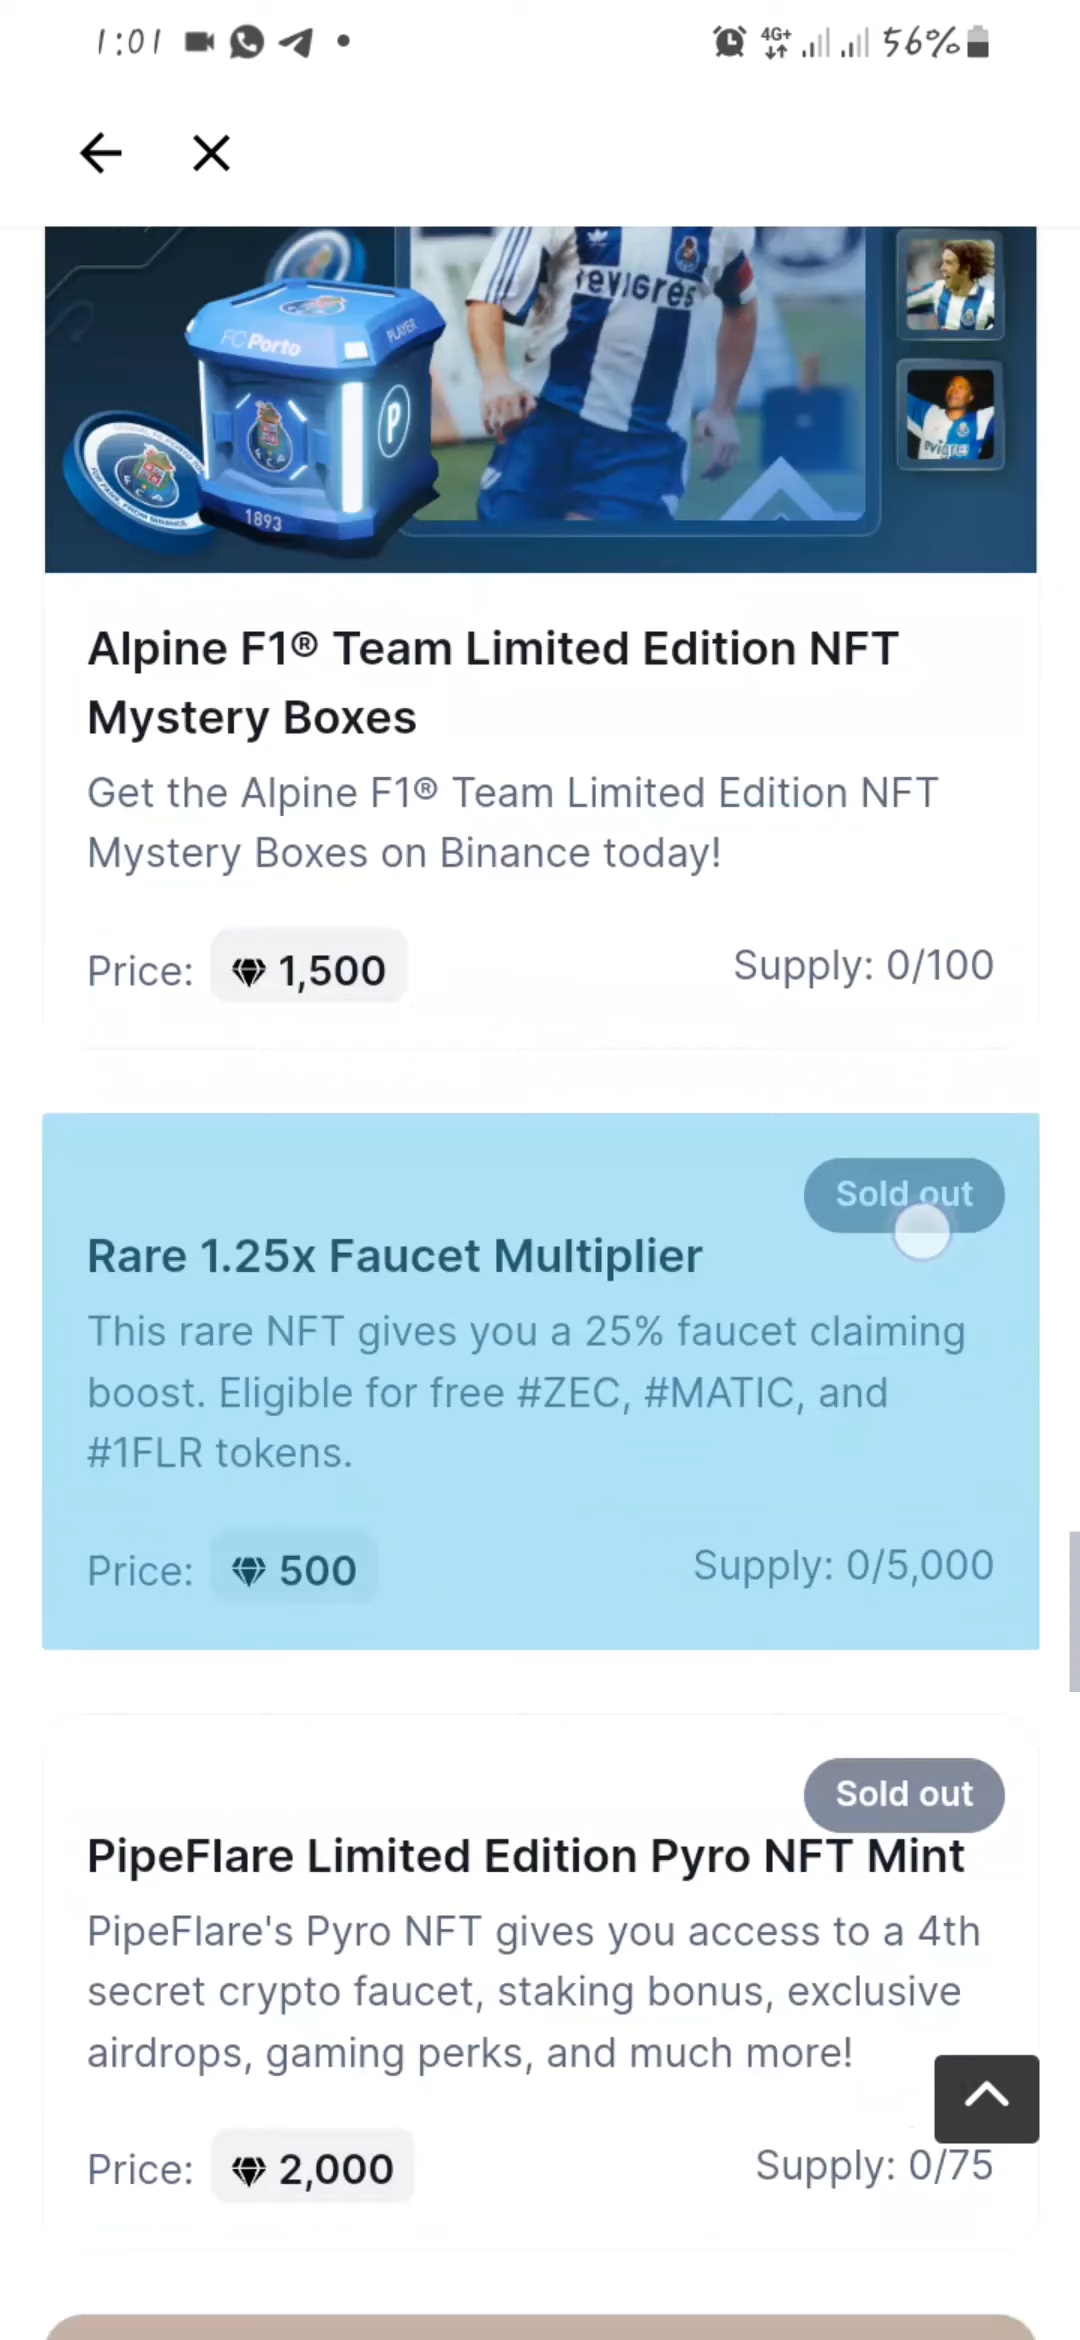 1:01
4G+
56%
revigrés
FC Porto
PLAYER
P
1893
Alpine F1® Team Limited Edition NFT
Mystery Boxes
Get the Alpine F1® Team Limited Edition NFT
Mystery Boxes on Binance today!
Price: 1,500
Supply: 0/100
Sold out
Rare 1.25x Faucet Multiplier
This rare NFT gives you a 25% faucet claiming
boost. Eligible for free #ZEC, #MATIC, and
#1FLR tokens.
Price: 500
Supply: 0/5,000
Sold out
PipeFlare Limited Edition Pyro NFT Mint
PipeFlare's Pyro NFT gives you access to a 4th
secret crypto faucet, staking bonus, exclusive
airdrops, gaming perks, and much more!
Price: 2,000
Supply: 0/75